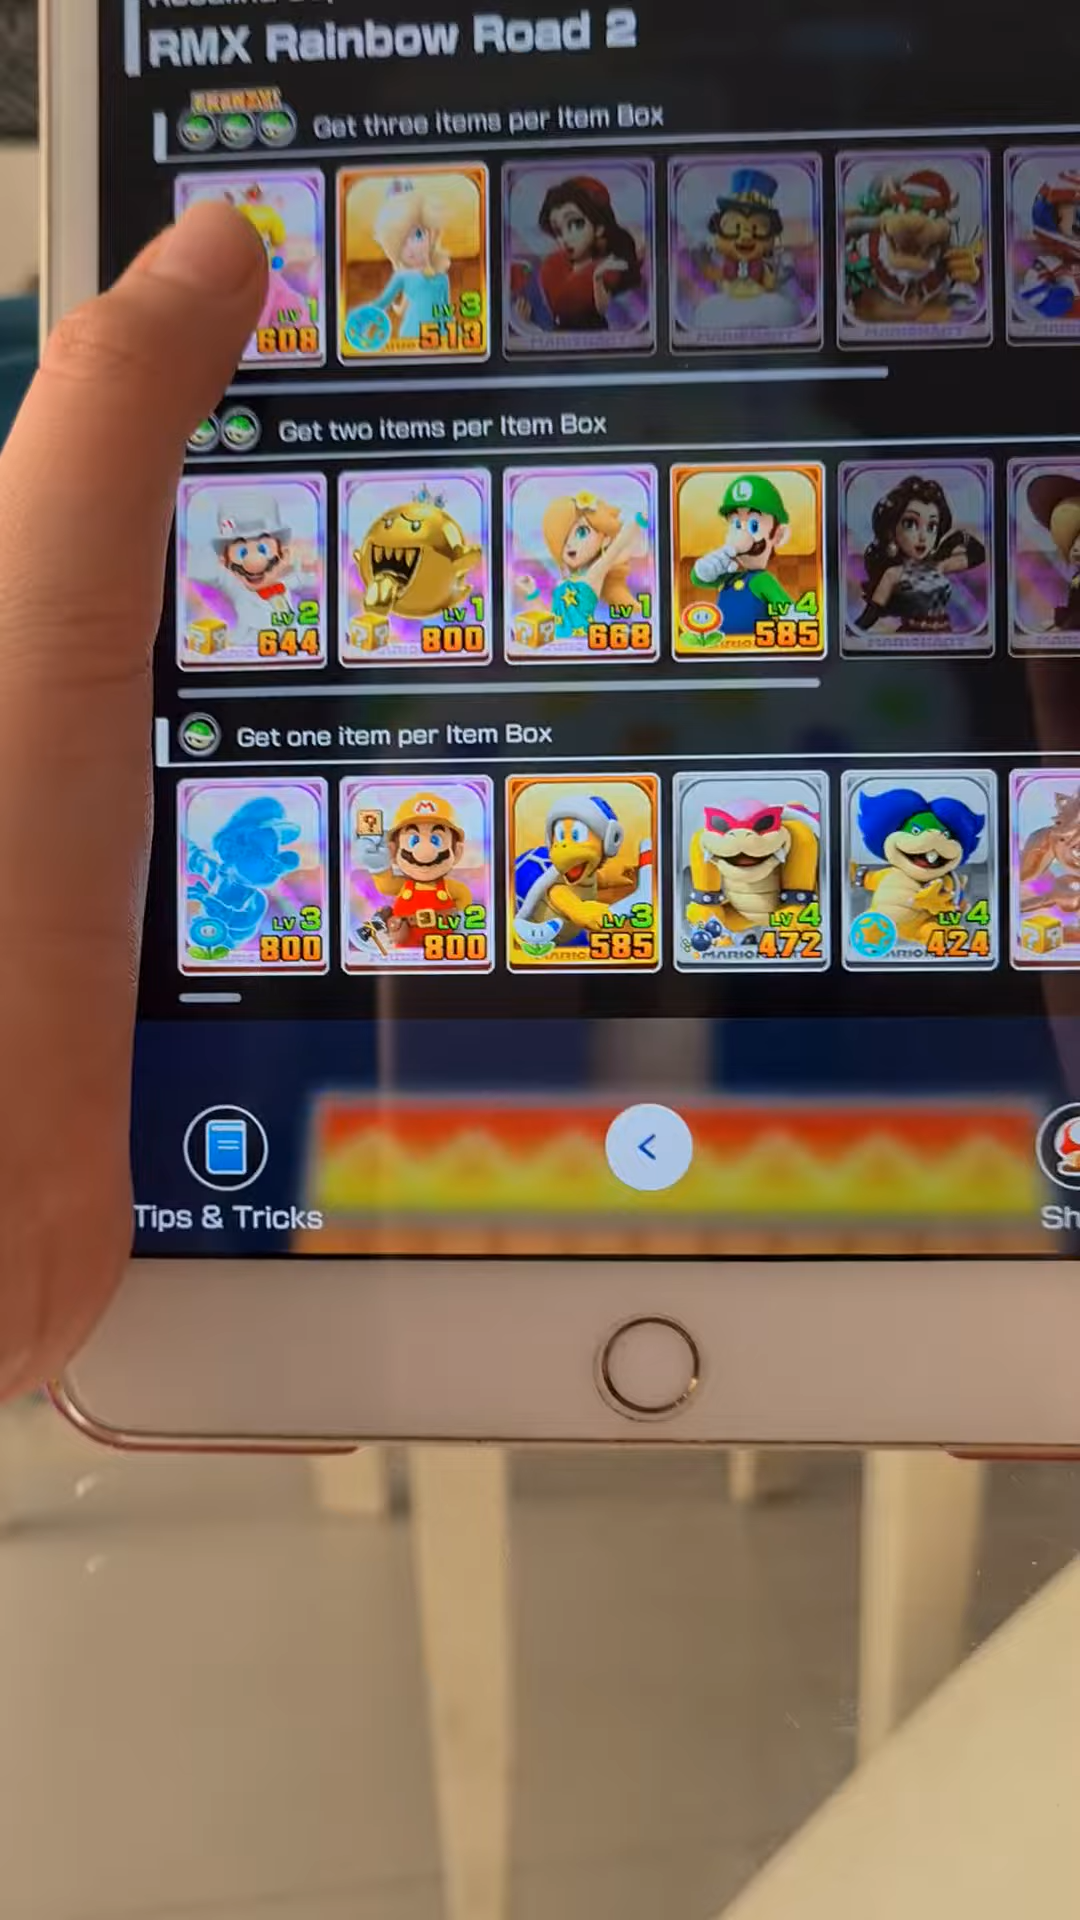 RMX Rainbow Road 2
FRENZY!
Get three items per Item Box
LV 1
608
LV 3
513
Get two items per Item Box
LV 2
644
LV 1
800
LV 1
668
LV 4
585
Get one item per Item Box
LV 3
800
LV 2
800
LV 3
585
LV 4
472
LV 4
424
Tips & Tricks
Sh